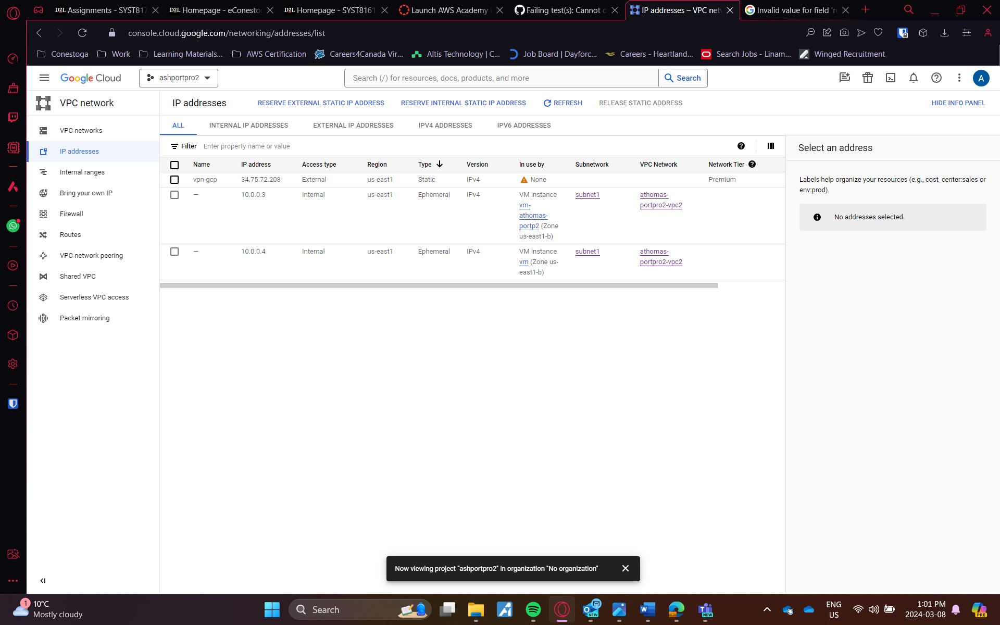 D2L Assignments - SYST817
D2L Homepage - eConesto
D2L Homepage - SYST8161
Launch AWS Academy
Failing test(s): Cannot c
IP addresses – VPC net
Invalid value for field 'r
console.cloud.google.com/networking/addresses/list
Conestoga
Work
Learning Materials...
AWS Certification
Careers4Canada Vir...
Altis Technology | C...
Job Board | Dayforc...
Careers - Heartland...
Search Jobs - Linam...
Winged Recruitment
Google Cloud
ashportpro2
Search (/) for resources, docs, products, and more
Search
A
VPC network
IP addresses
RESERVE EXTERNAL STATIC IP ADDRESS
RESERVE INTERNAL STATIC IP ADDRESS
REFRESH
RELEASE STATIC ADDRESS
HIDE INFO PANEL
VPC networks
IP addresses
Internal ranges
Bring your own IP
Firewall
Routes
VPC network peering
Shared VPC
Serverless VPC access
Packet mirroring
ALL
INTERNAL IP ADDRESSES
EXTERNAL IP ADDRESSES
IPV4 ADDRESSES
IPV6 ADDRESSES
Filter
Enter property name or value
Name IP address Access type Region Type Version In use by Subnetwork VPC Network Network Tier
vpn-gcp 34.75.72.208 External us-east1 Static IPv4 None Premium
— 10.0.0.3 Internal us-east1 Ephemeral IPv4 VM instance subnet1 athomas-
vm- portpro2-vpc2
athomas-
portp2 (Zone
us-east1-b)
— 10.0.0.4 Internal us-east1 Ephemeral IPv4 VM instance subnet1 athomas-
vm (Zone us- portpro2-vpc2
east1-b)
Select an address
Labels help organize your resources (e.g., cost_center:sales or
env:prod).
No addresses selected.
Now viewing project "ashportpro2" in organization "No organization"
1
10°C
Mostly cloudy
Search
NEW
NEW
ENG
US
1:01 PM
2024-03-08
PRE